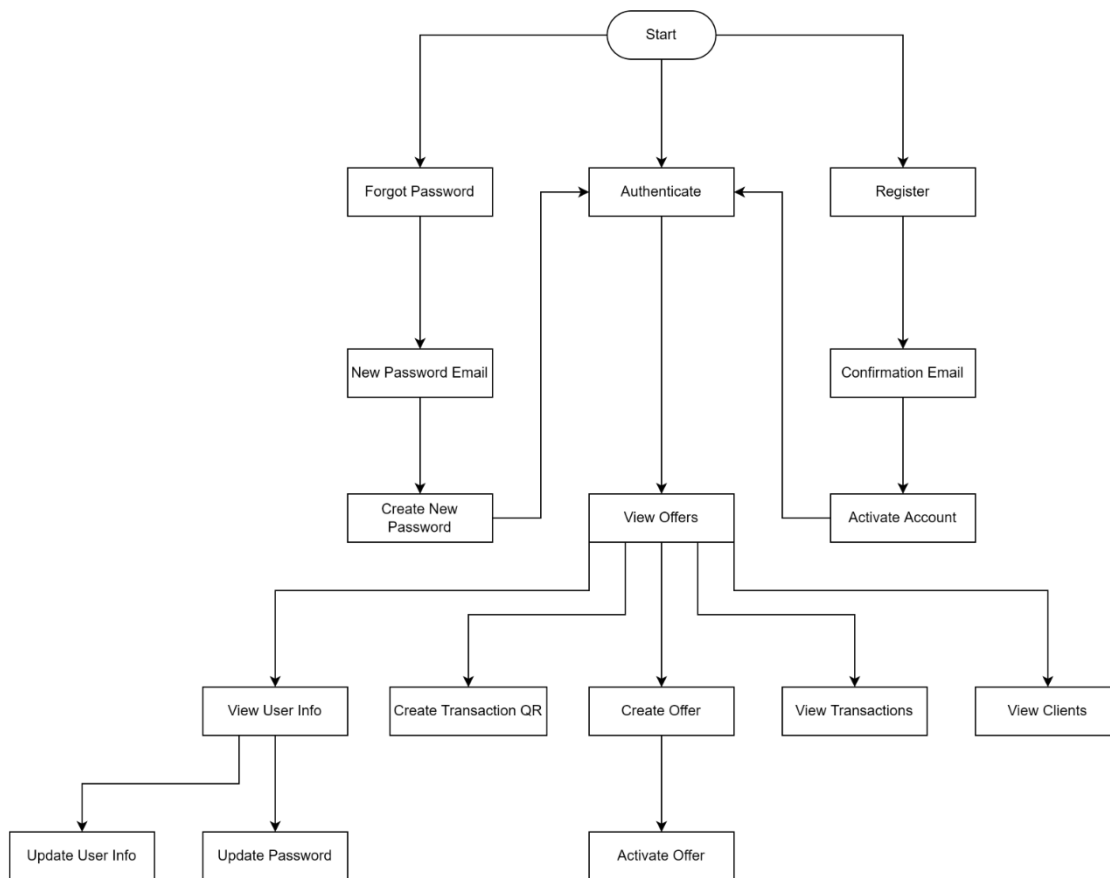 Start
Forgot Password
Authenticate
Register
New Password Email
Confirmation Email
Create New
Password
View Offers
Activate Account
View User Info
Create Transaction QR
Create Offer
View Transactions
View Clients
Update User Info
Update Password
Activate Offer